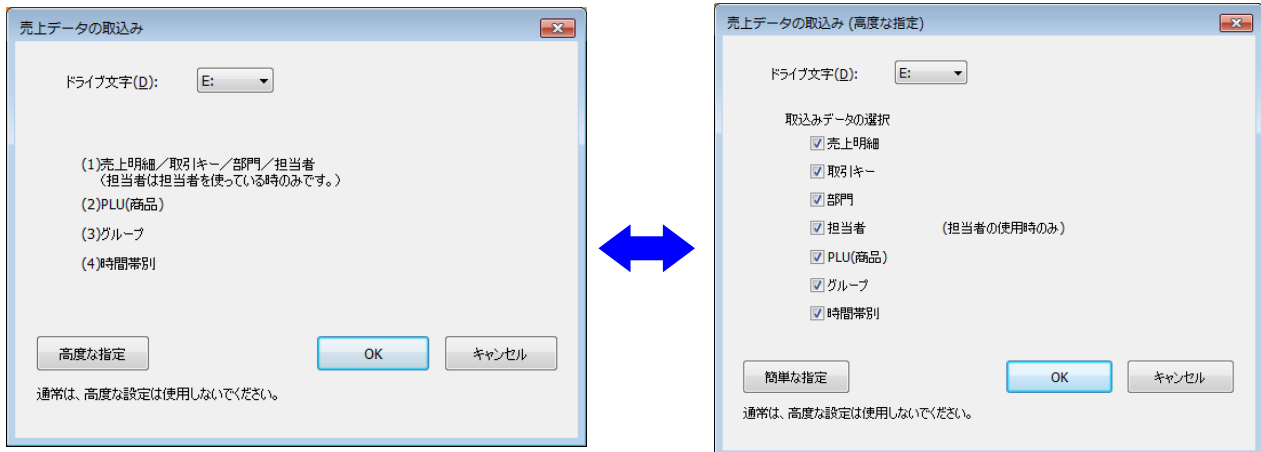 売上データの取込み
ドライブ文字(D):
E:
(1)売上明細／取引キー／部門／担当者
（担当者は担当者を使っている時のみです。）
(2)PLU(商品)
(3)グループ
(4)時間帯別
高度な指定
OK
キャンセル
通常は、高度な設定は使用しないでください。
売上データの取込み (高度な指定)
ドライブ文字(D):
E:
取込みデータの選択
売上明細
取引キー
部門
担当者 (担当者の使用時のみ)
PLU(商品)
グループ
時間帯別
簡単な指定
OK
キャンセル
通常は、高度な設定は使用しないでください。